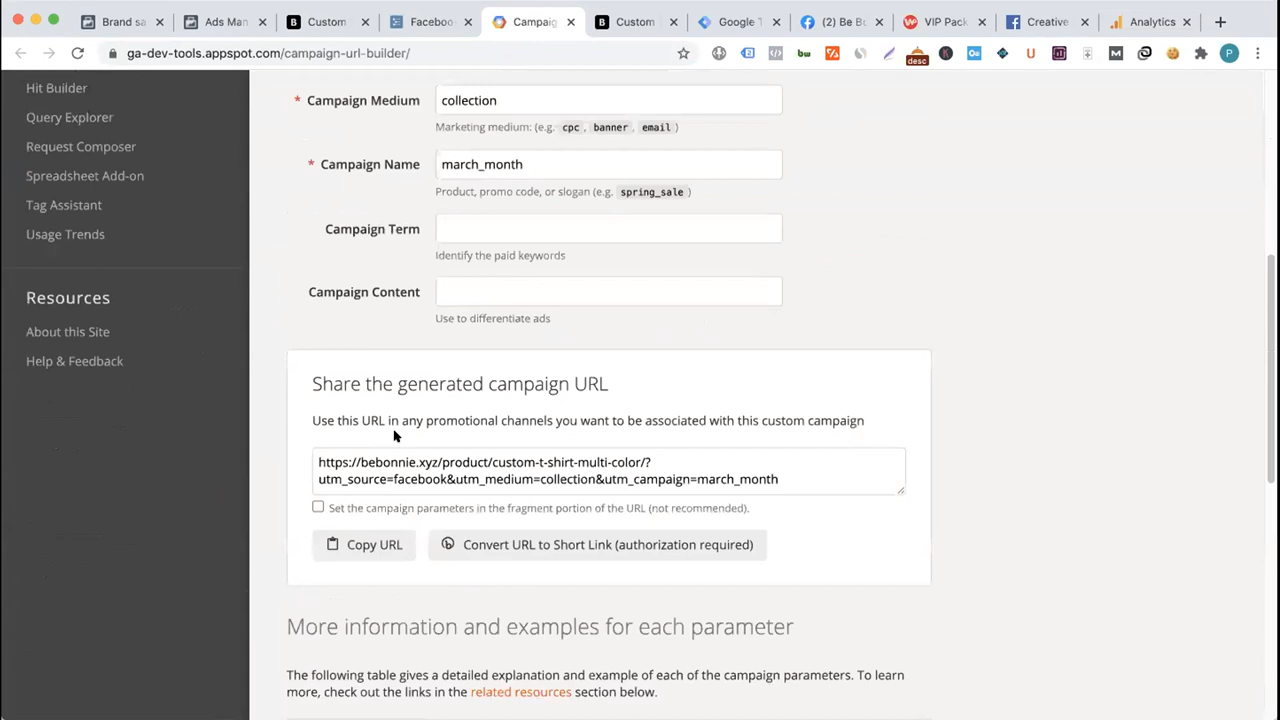 Brand sa
Ads Man
Custom
Facebook
Campaig
Custom
Google T
(2) Be Bo
VIP Pack
Creative
Analytics
ga-dev-tools.appspot.com/campaign-url-builder/
desc
P
Hit Builder
Query Explorer
Request Composer
Spreadsheet Add-on
Tag Assistant
Usage Trends
Resources
About this Site
Help & Feedback
* Campaign Medium
collection
Marketing medium: (e.g. cpc, banner, email)
* Campaign Name
march_month
Product, promo code, or slogan (e.g. spring_sale)
Campaign Term
Identify the paid keywords
Campaign Content
Use to differentiate ads
Share the generated campaign URL
Use this URL in any promotional channels you want to be associated with this custom campaign
https://bebonnie.xyz/product/custom-t-shirt-multi-color/?
utm_source=facebook&utm_medium=collection&utm_campaign=march_month
Set the campaign parameters in the fragment portion of the URL (not recommended).
Copy URL
Convert URL to Short Link (authorization required)
More information and examples for each parameter
The following table gives a detailed explanation and example of each of the campaign parameters. To learn
more, check out the links in the related resources section below.